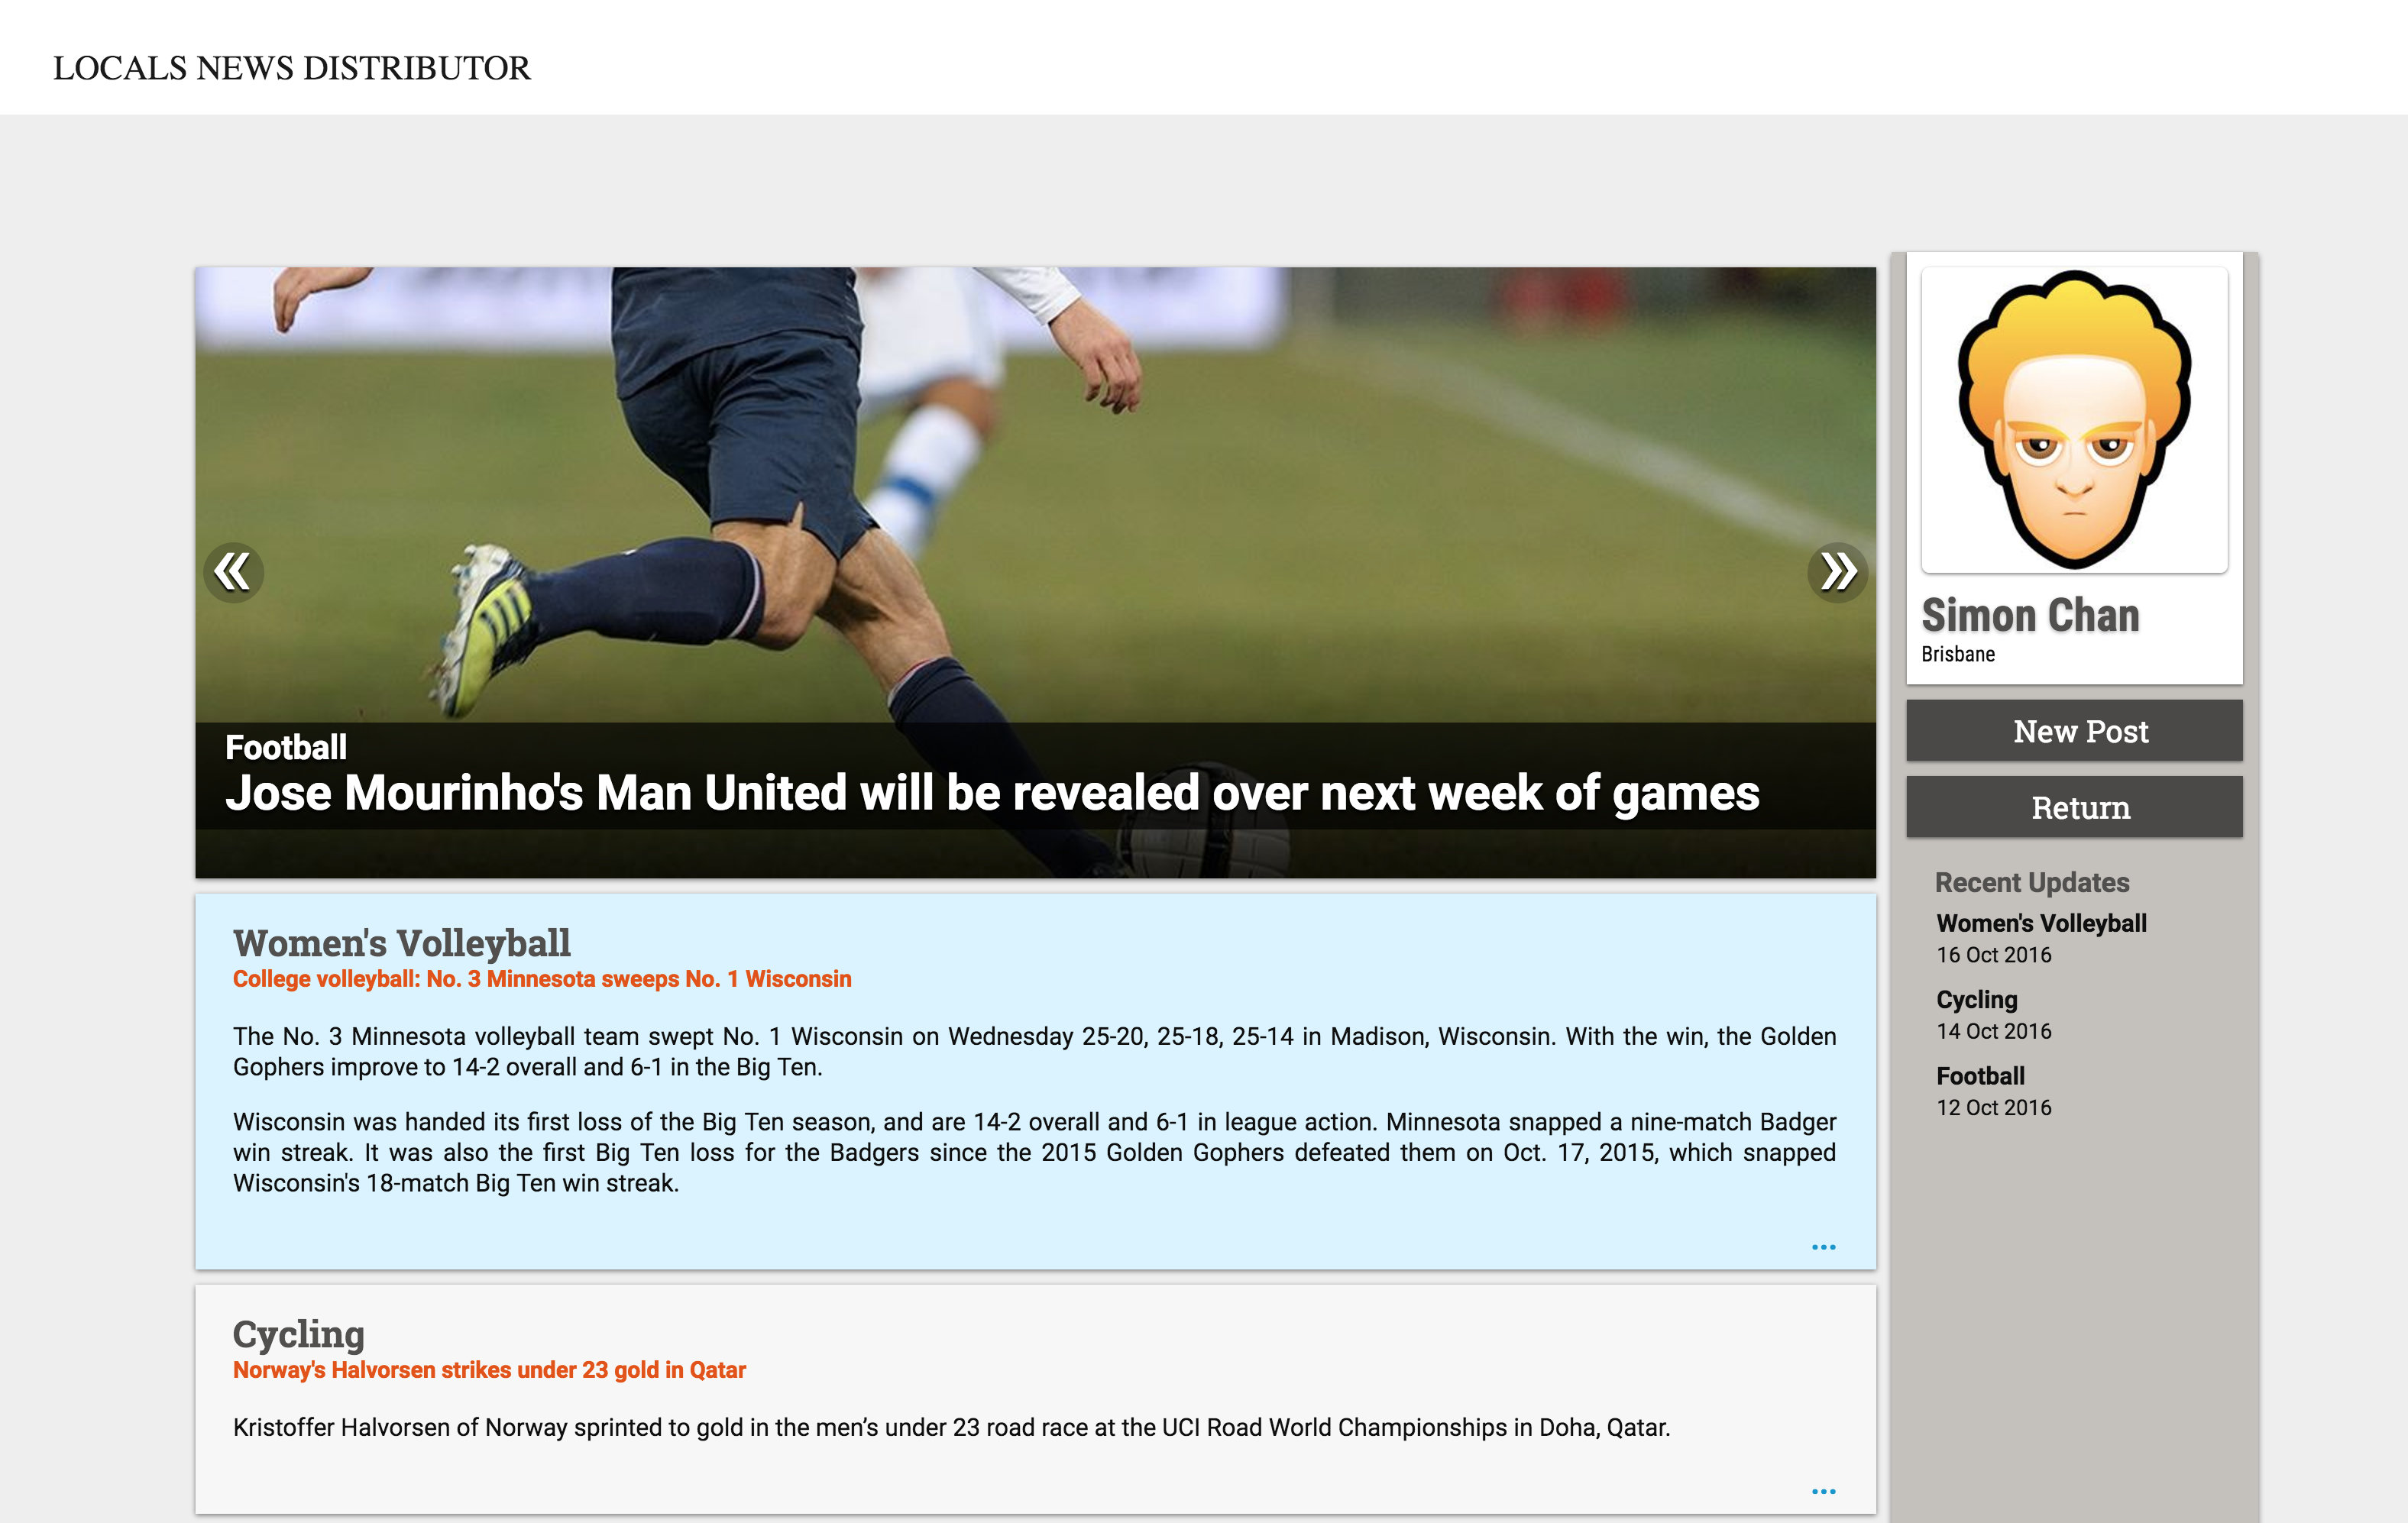 LOCALS NEWS DISTRIBUTOR
Football
Jose Mourinho's Man United will be revealed over next week of games
Simon Chan
Brisbane
New Post
Return
Recent Updates
Women's Volleyball
16 Oct 2016
Cycling
14 Oct 2016
Football
12 Oct 2016
Women's Volleyball
College volleyball: No. 3 Minnesota sweeps No. 1 Wisconsin
The No. 3 Minnesota volleyball team swept No. 1 Wisconsin on Wednesday 25-20, 25-18, 25-14 in Madison, Wisconsin. With the win, the Golden
Gophers improve to 14-2 overall and 6-1 in the Big Ten.
Wisconsin was handed its first loss of the Big Ten season, and are 14-2 overall and 6-1 in league action. Minnesota snapped a nine-match Badger
win streak. It was also the first Big Ten loss for the Badgers since the 2015 Golden Gophers defeated them on Oct. 17, 2015, which snapped
Wisconsin's 18-match Big Ten win streak.
...
Cycling
Norway's Halvorsen strikes under 23 gold in Qatar
Kristoffer Halvorsen of Norway sprinted to gold in the men’s under 23 road race at the UCI Road World Championships in Doha, Qatar.
...